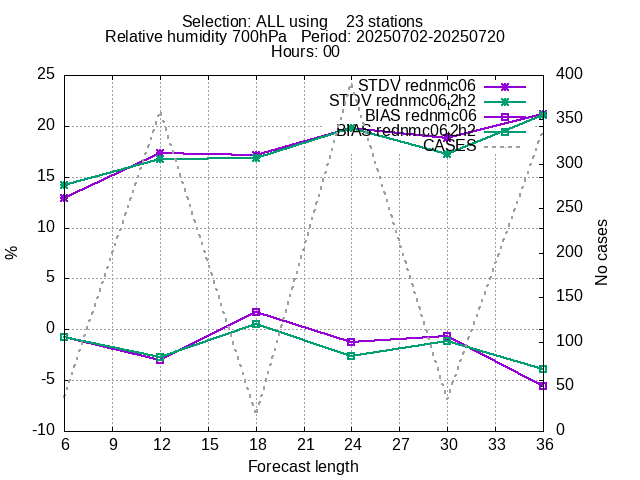 Selection: ALL using 23 stations
Relative humidity 700hPa Period: 20250702-20250720
Hours: 00
STDV rednmc06
STDV rednmc06_t2h2
BIAS rednmc06
BIAS rednmc06_t2h2
CASES
25
20
15
10
5
0
-5
-10
%
400
350
300
250
200
150
100
50
0
No cases
6 9 12 15 18 21 24 27 30 33 36
Forecast length